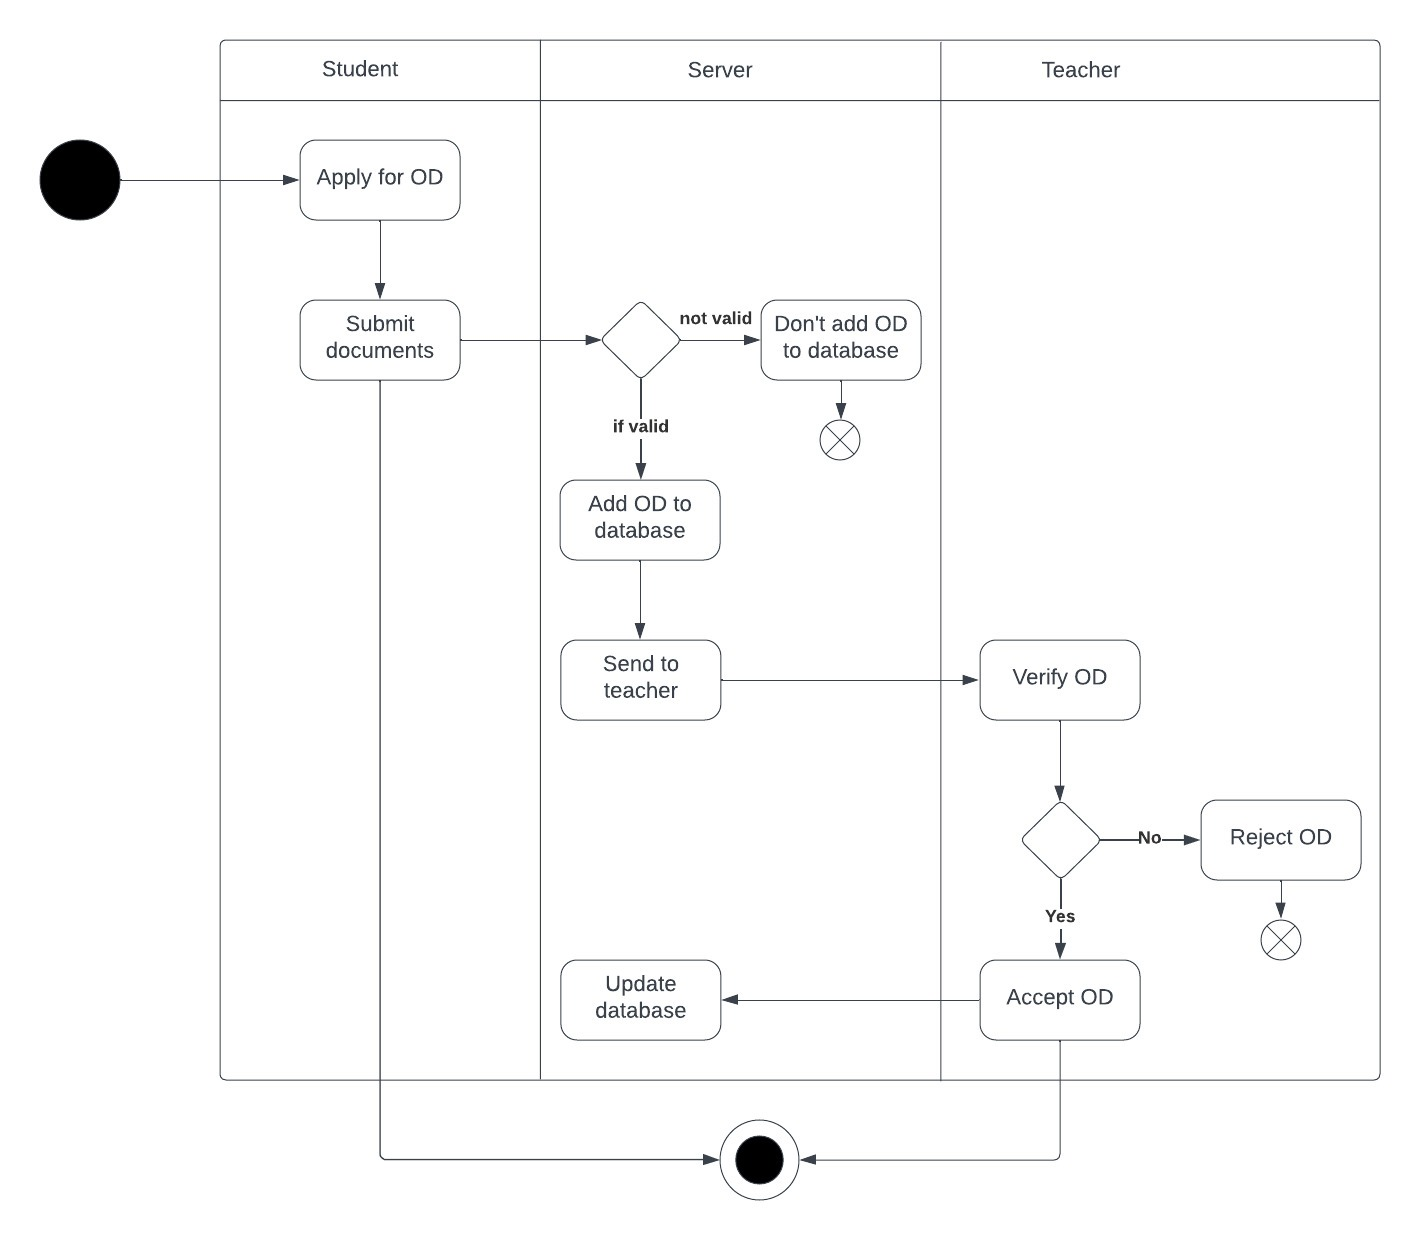 Student
Server
Teacher
Apply for OD
Submit
documents
not valid
Don't add OD
to database
if valid
Add OD to
database
Send to
teacher
Verify OD
No
Reject OD
Yes
Update
database
Accept OD